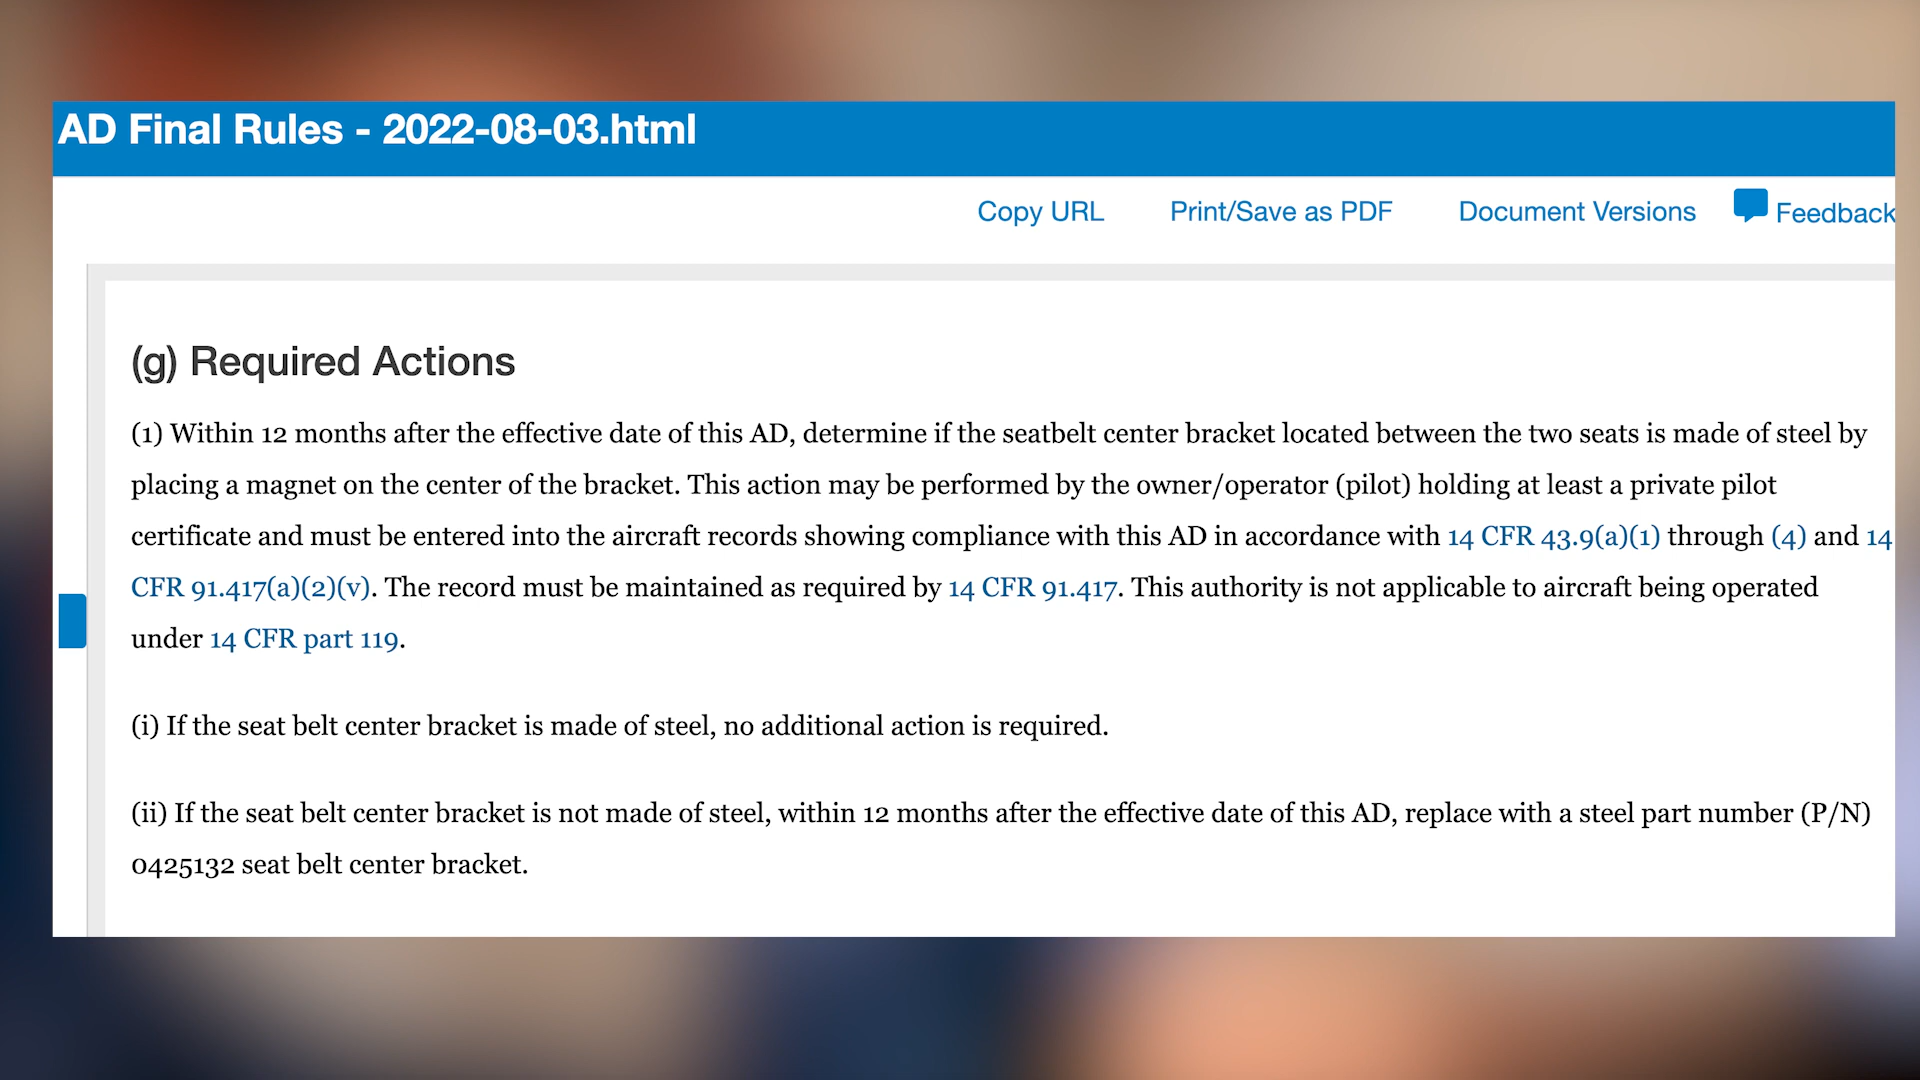 AD Final Rules - 2022-08-03.html
Copy URL Print/Save as PDF Document Versions Feedback
(g) Required Actions
(1) Within 12 months after the effective date of this AD, determine if the seatbelt center bracket located between the two seats is made of steel by
placing a magnet on the center of the bracket. This action may be performed by the owner/operator (pilot) holding at least a private pilot
certificate and must be entered into the aircraft records showing compliance with this AD in accordance with 14 CFR 43.9(a)(1) through (4) and 14
CFR 91.417(a)(2)(v). The record must be maintained as required by 14 CFR 91.417. This authority is not applicable to aircraft being operated
under 14 CFR part 119.
(i) If the seat belt center bracket is made of steel, no additional action is required.
(ii) If the seat belt center bracket is not made of steel, within 12 months after the effective date of this AD, replace with a steel part number (P/N)
0425132 seat belt center bracket.